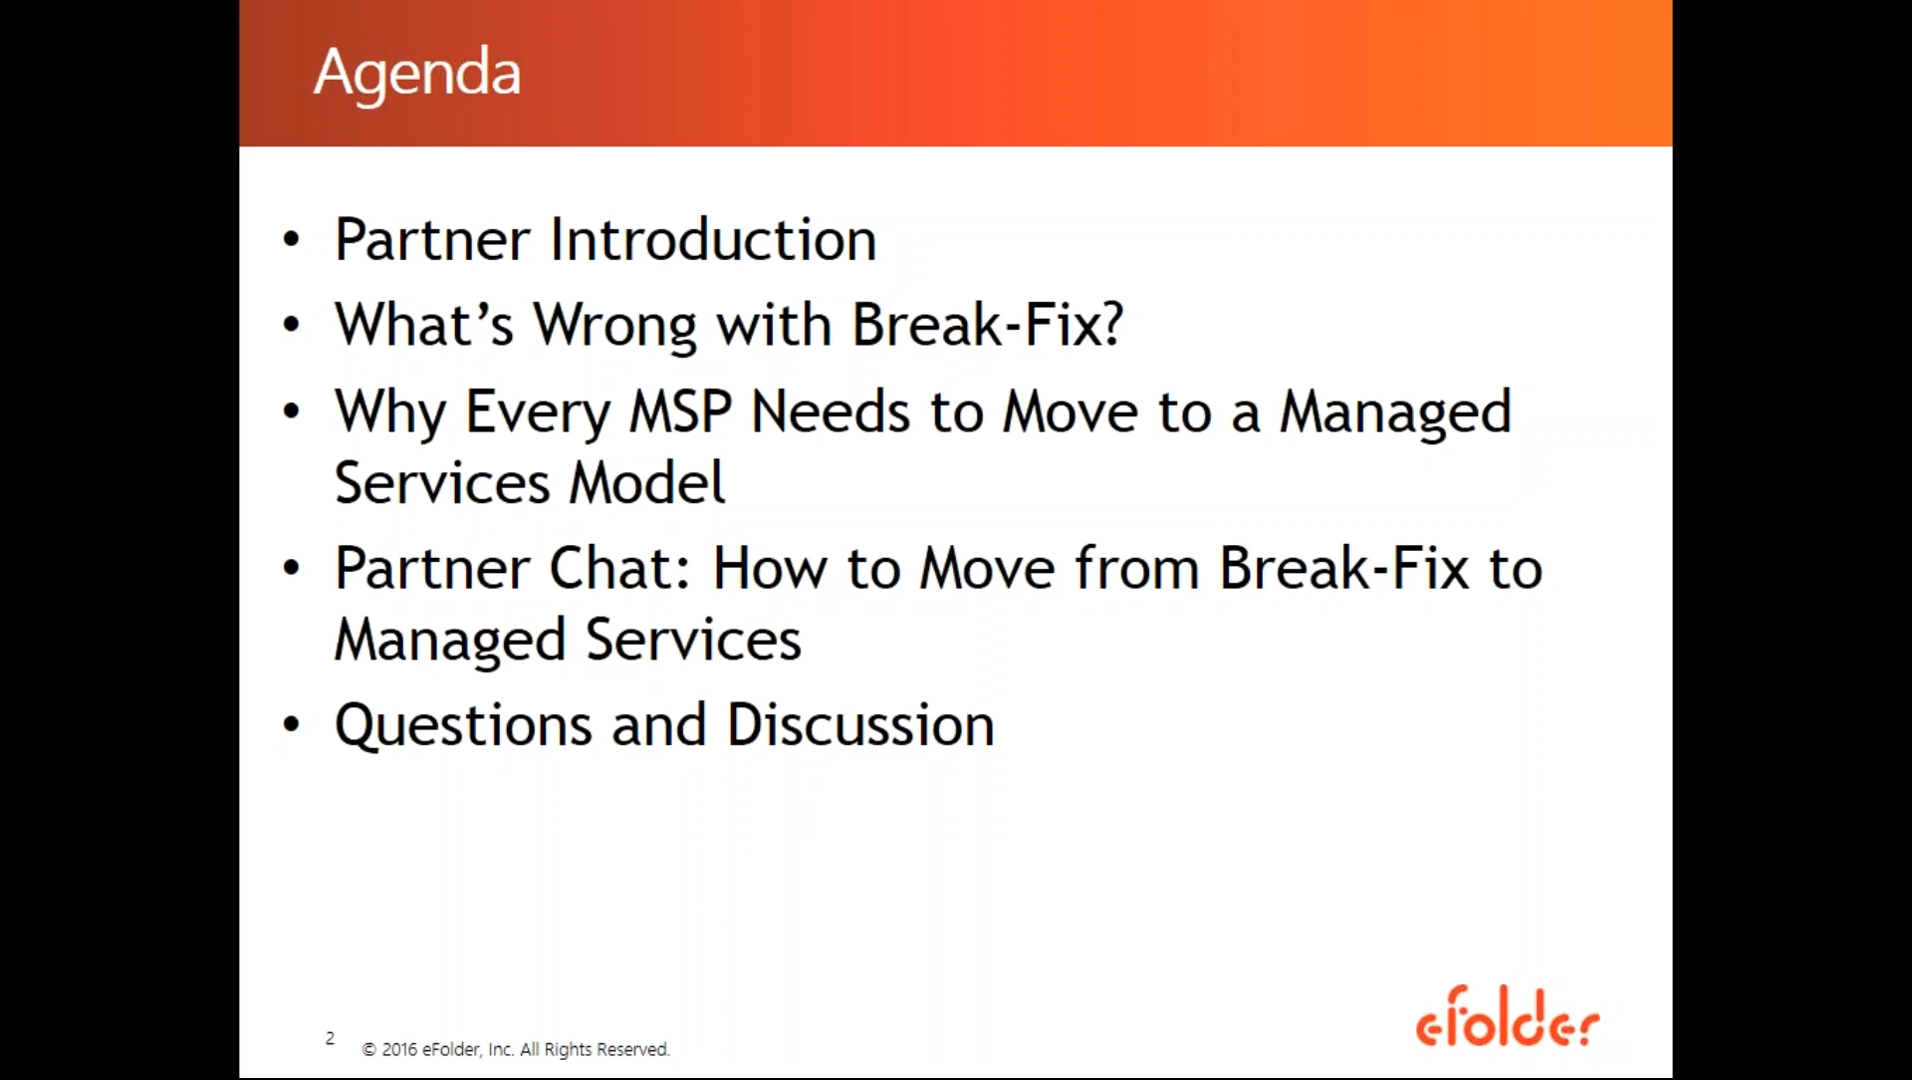 Agenda
• Partner Introduction
• What’s Wrong with Break-Fix?
• Why Every MSP Needs to Move to a Managed
Services Model
• Partner Chat: How to Move from Break-Fix to
Managed Services
• Questions and Discussion
2
© 2016 eFolder, Inc. All Rights Reserved.
efolder